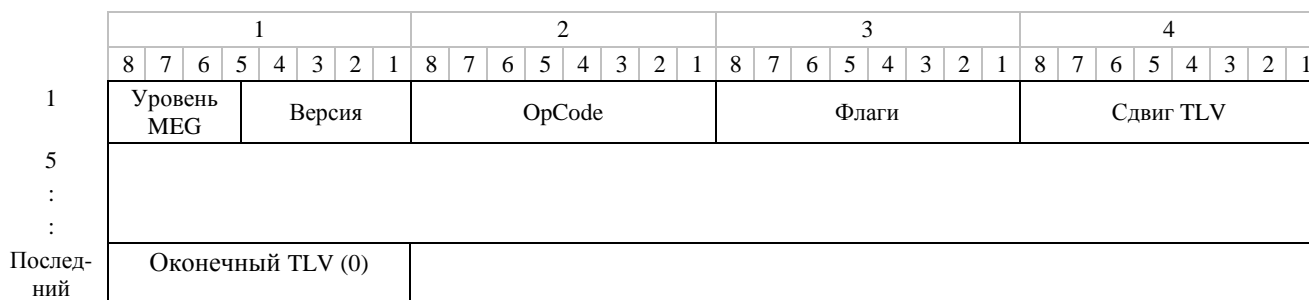 1 2 3 4
8 7 6 5 4 3 2 1 8 7 6 5 4 3 2 1 8 7 6 5 4 3 2 1 8 7 6 5 4 3 2 1
1 Уровень MEG Версия OpCode Флаги Сдвиг TLV
5
:
:
Послед-
ний Оконечный TLV (0)